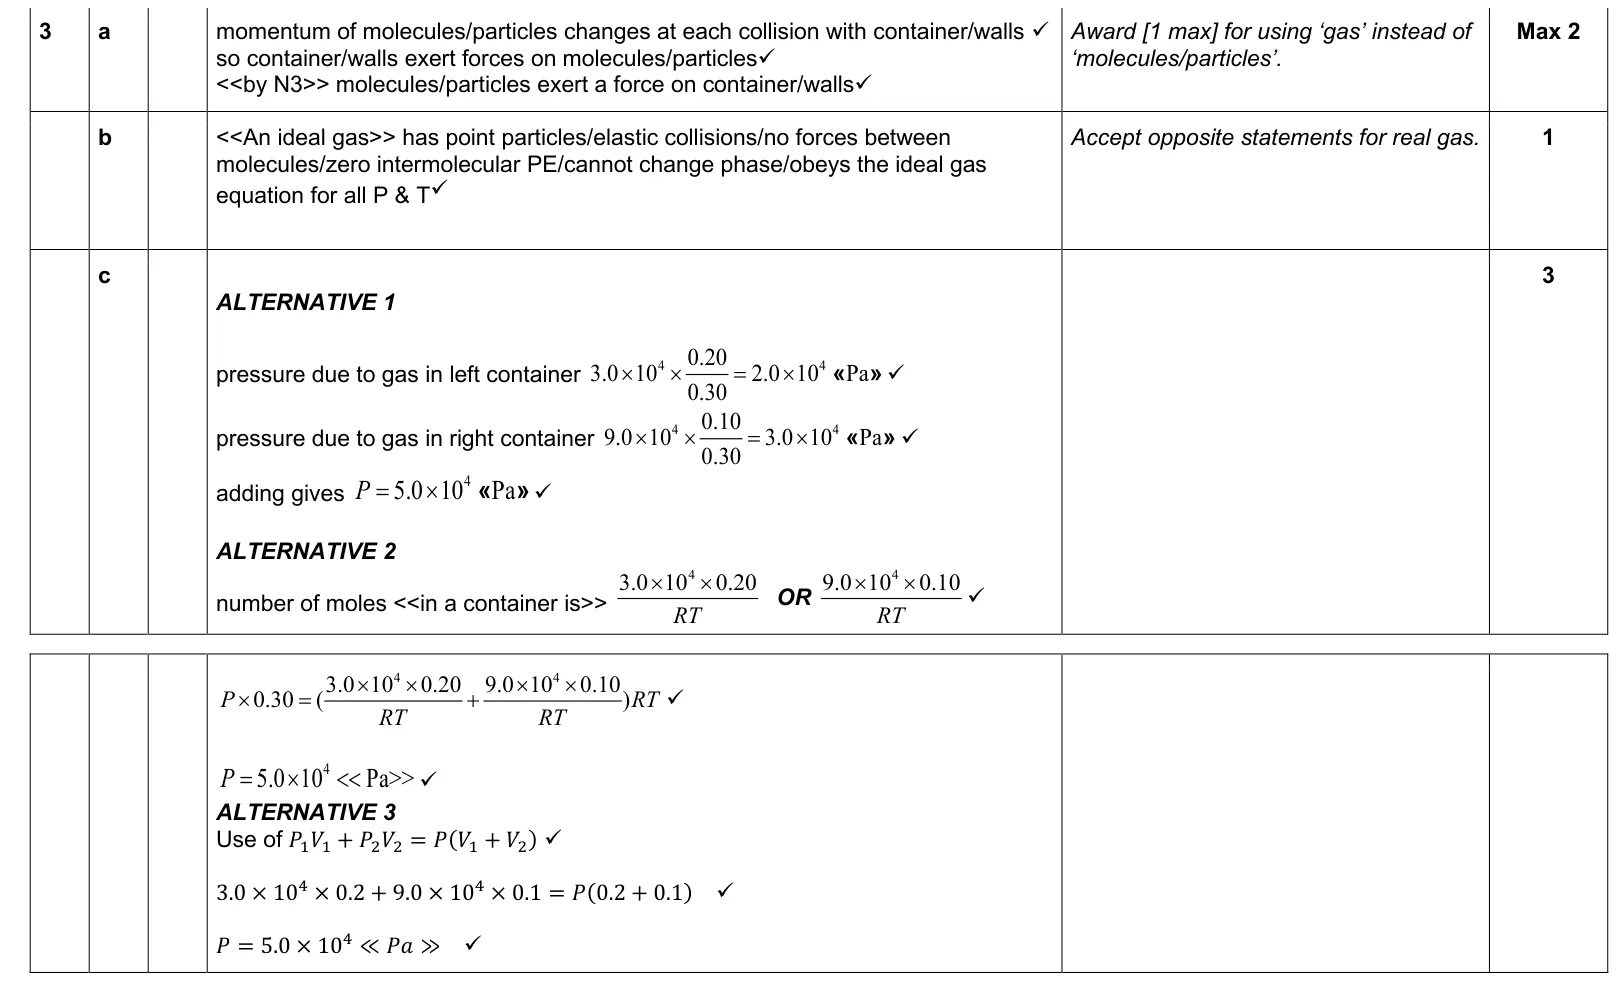 3 a momentum of molecules/particles changes at each collision with container/walls ✓ Award [1 max] for using ‘gas’ instead of Max 2
so container/walls exert forces on molecules/particles✓ ‘molecules/particles’.
<<by N3>> molecules/particles exert a force on container/walls✓
b <<An ideal gas>> has point particles/elastic collisions/no forces between Accept opposite statements for real gas. 1
molecules/zero intermolecular PE/cannot change phase/obeys the ideal gas
equation for all P & T✓
c 3
ALTERNATIVE 1
pressure due to gas in left container 3.0×10⁴ × 0.20/0.30 = 2.0×10⁴ «Pa» ✓
pressure due to gas in right container 9.0×10⁴ × 0.10/0.30 = 3.0×10⁴ «Pa» ✓
adding gives P = 5.0×10⁴ «Pa» ✓
ALTERNATIVE 2
number of moles <<in a container is>> 3.0×10⁴×0.20/RT OR 9.0×10⁴×0.10/RT ✓
P×0.30 = (3.0×10⁴×0.20/RT + 9.0×10⁴×0.10/RT)RT ✓
P = 5.0×10⁴ << Pa>> ✓
ALTERNATIVE 3
Use of P₁V₁ + P₂V₂ = P(V₁ + V₂) ✓
3.0 × 10⁴ × 0.2 + 9.0 × 10⁴ × 0.1 = P(0.2 + 0.1) ✓
P = 5.0 × 10⁴ ≪ Pa ≫ ✓